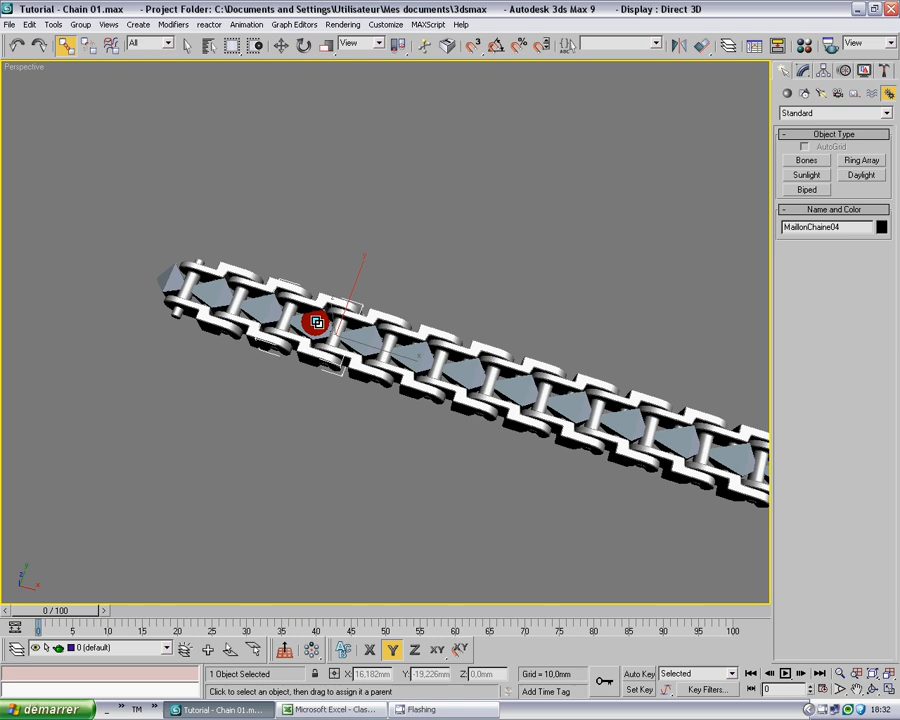 Tutorial - Chain 01.max - Project Folder: C:\Documents and Settings\Utilisateur\Mes documents\3dsmax - Autodesk 3ds Max 9 - Display : Direct 3D
File Edit Tools Group Views Create Modifiers reactor Animation Graph Editors Rendering Customize MAXScript Help
All View View
Perspective
Standard
- Object Type
AutoGrid
Bones Ring Array
Sunlight Daylight
Biped
- Name and Color
MaillonChaine04
y
x
z y x
< 0 / 100 >
0 5 10 15 20 25 30 35 40 45 50 55 60 65 70 75 80 85 90 95 100
0 (default) X Y Z XY XY
1 Object Selected X: 16,182mm Y: -19,226mm Z: 0,0mm Grid = 10,0mm Auto Key Selected
Click to select an object, then drag to assign it a parent Add Time Tag Set Key Key Filters... 0
démarrer » TM » Tutorial - Chain 01.m... Microsoft Excel - Clas... Flashing 18:32